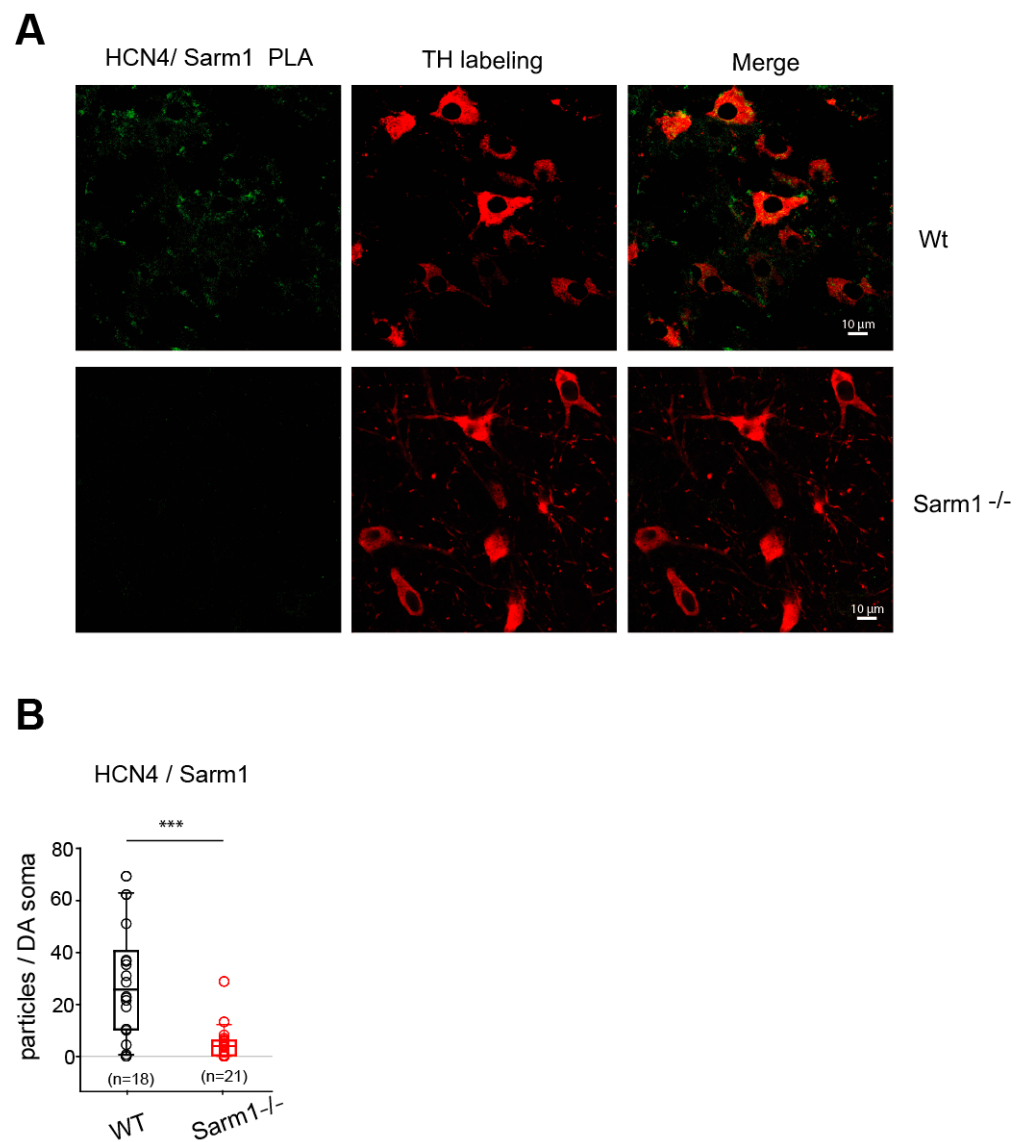 A
HCN4/ Sarm1 PLA
TH labeling
Merge
Wt
10 µm
Sarm1 -/-
10 µm
B
HCN4 / Sarm1
***
particles / DA soma
80
60
40
20
0
(n=18)
(n=21)
WT
Sarm1-/-